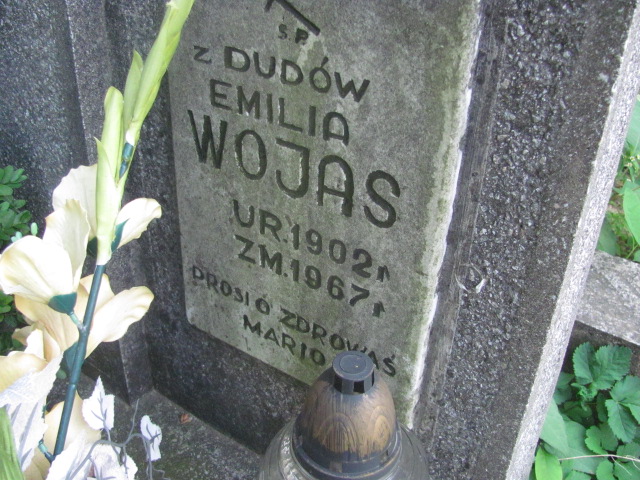 Ś.P.
Z DUDÓW
EMILIA
WOJAS
UR. 1902 R
ZM. 1967 R
PROSI O ZDROWAŚ
MARIO